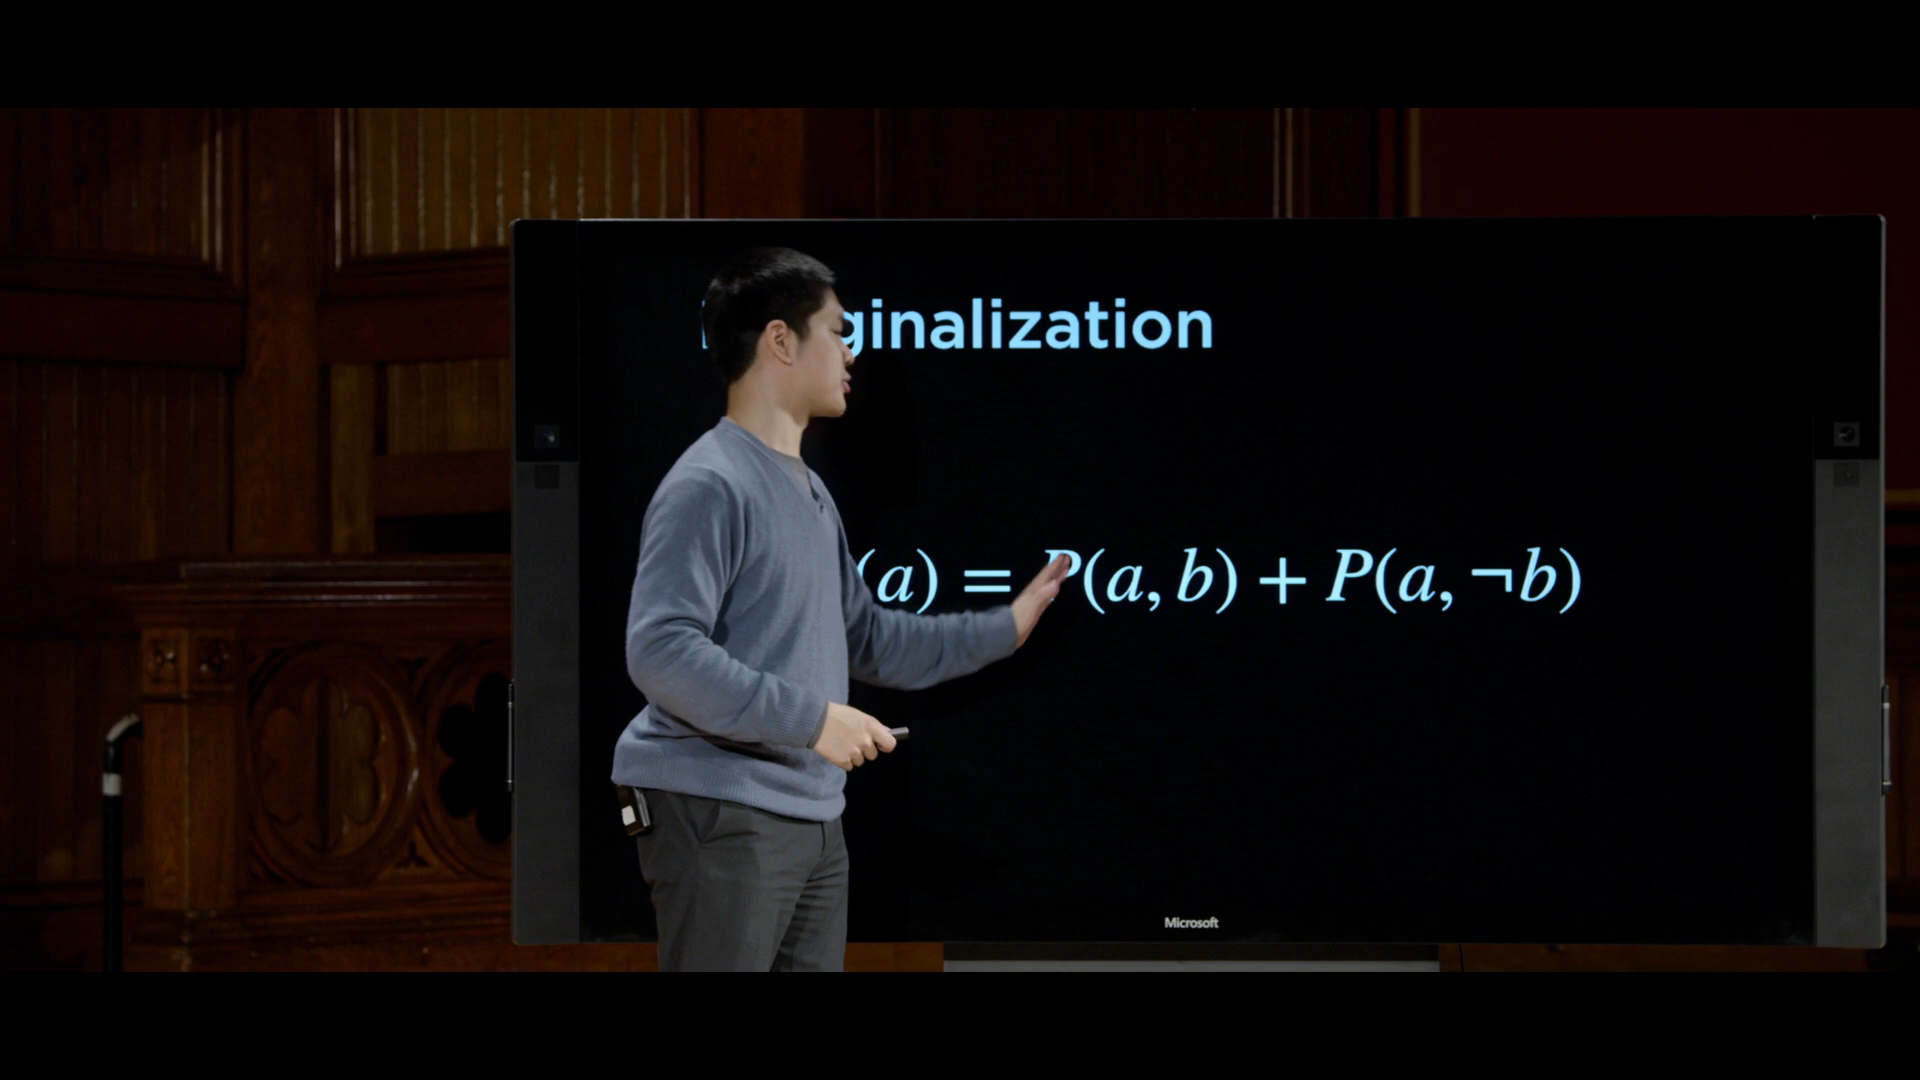 ginalization
(a) = P(a, b) + P(a, ¬b)
Microsoft